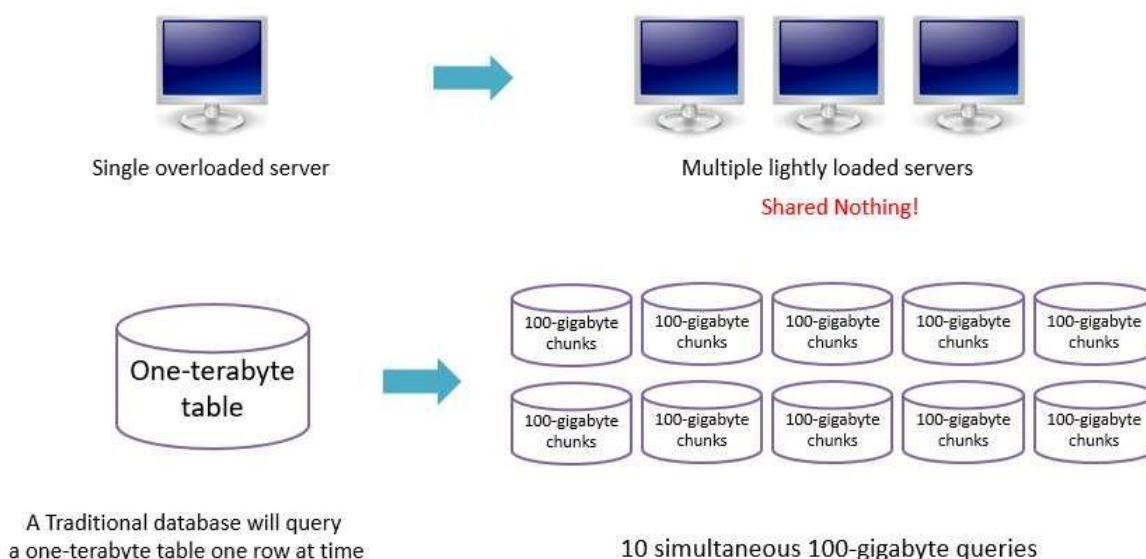 Single overloaded server
Multiple lightly loaded servers
Shared Nothing!
One-terabyte
table
100-gigabyte
chunks
100-gigabyte
chunks
100-gigabyte
chunks
100-gigabyte
chunks
100-gigabyte
chunks
100-gigabyte
chunks
100-gigabyte
chunks
100-gigabyte
chunks
100-gigabyte
chunks
100-gigabyte
chunks
A Traditional database will query
a one-terabyte table one row at time
10 simultaneous 100-gigabyte queries